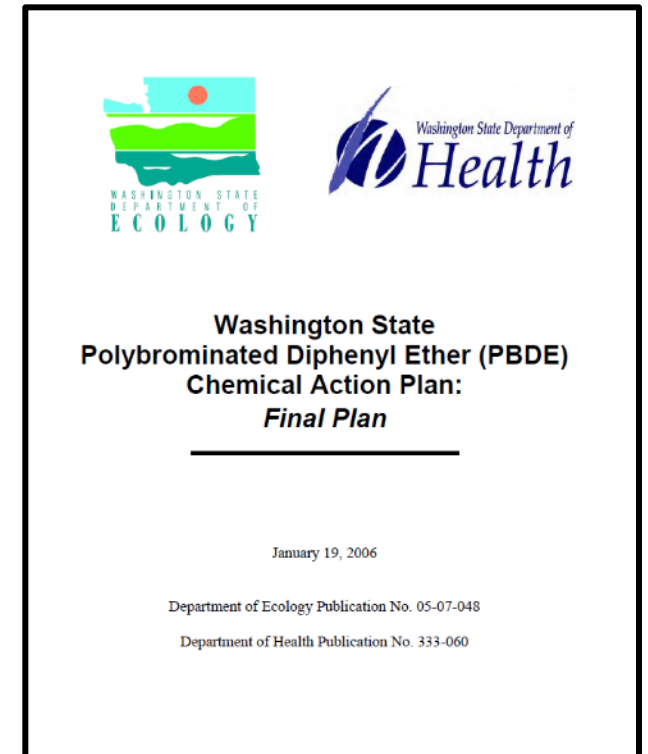 WASHINGTON STATE
DEPARTMENT OF
ECOLOGY
Washington State Department of
Health
Washington State
Polybrominated Diphenyl Ether (PBDE)
Chemical Action Plan:
Final Plan
January 19, 2006
Department of Ecology Publication No. 05-07-048
Department of Health Publication No. 333-060